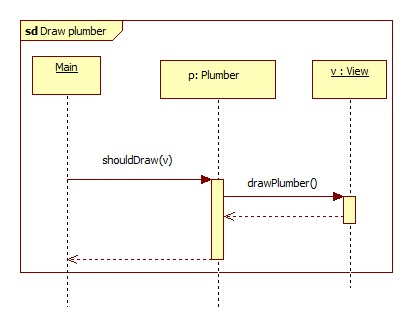 sd Draw plumber
Main
p: Plumber
v : View
shouldDraw(v)
drawPlumber()